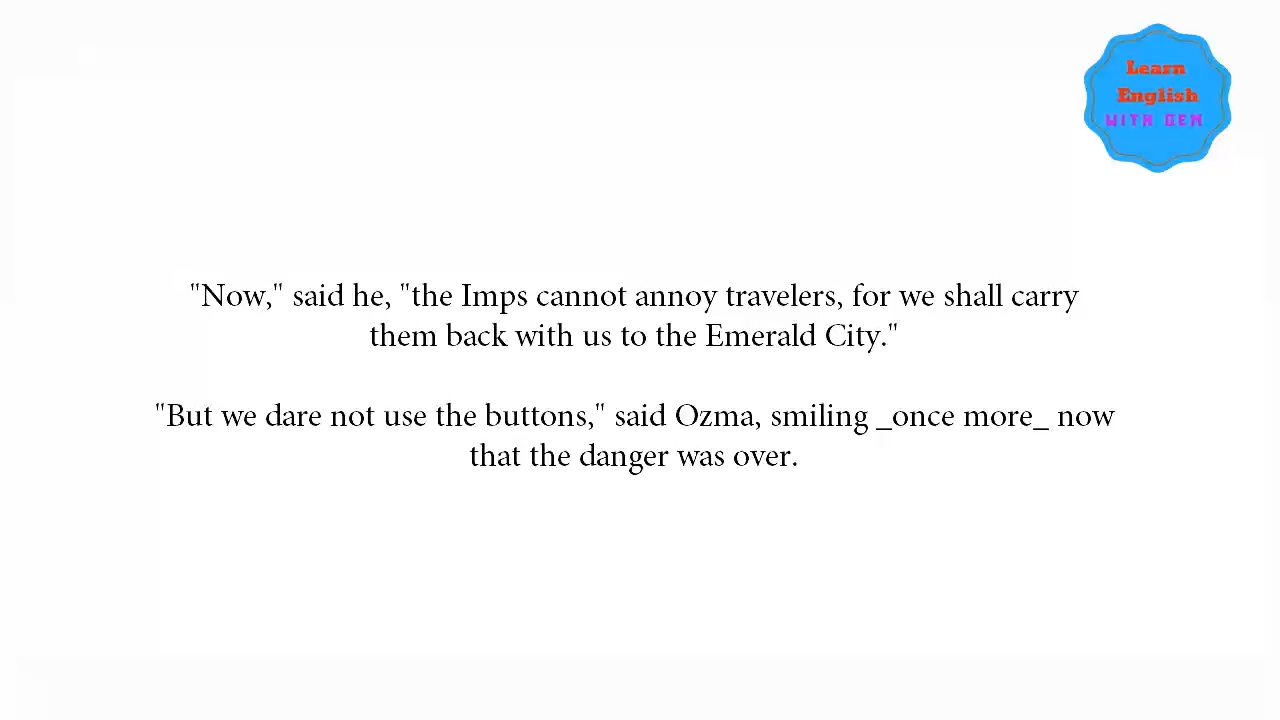 Learn
English
WITH GEM
"Now," said he, "the Imps cannot annoy travelers, for we shall carry
them back with us to the Emerald City."
"But we dare not use the buttons," said Ozma, smiling _once more_ now
that the danger was over.